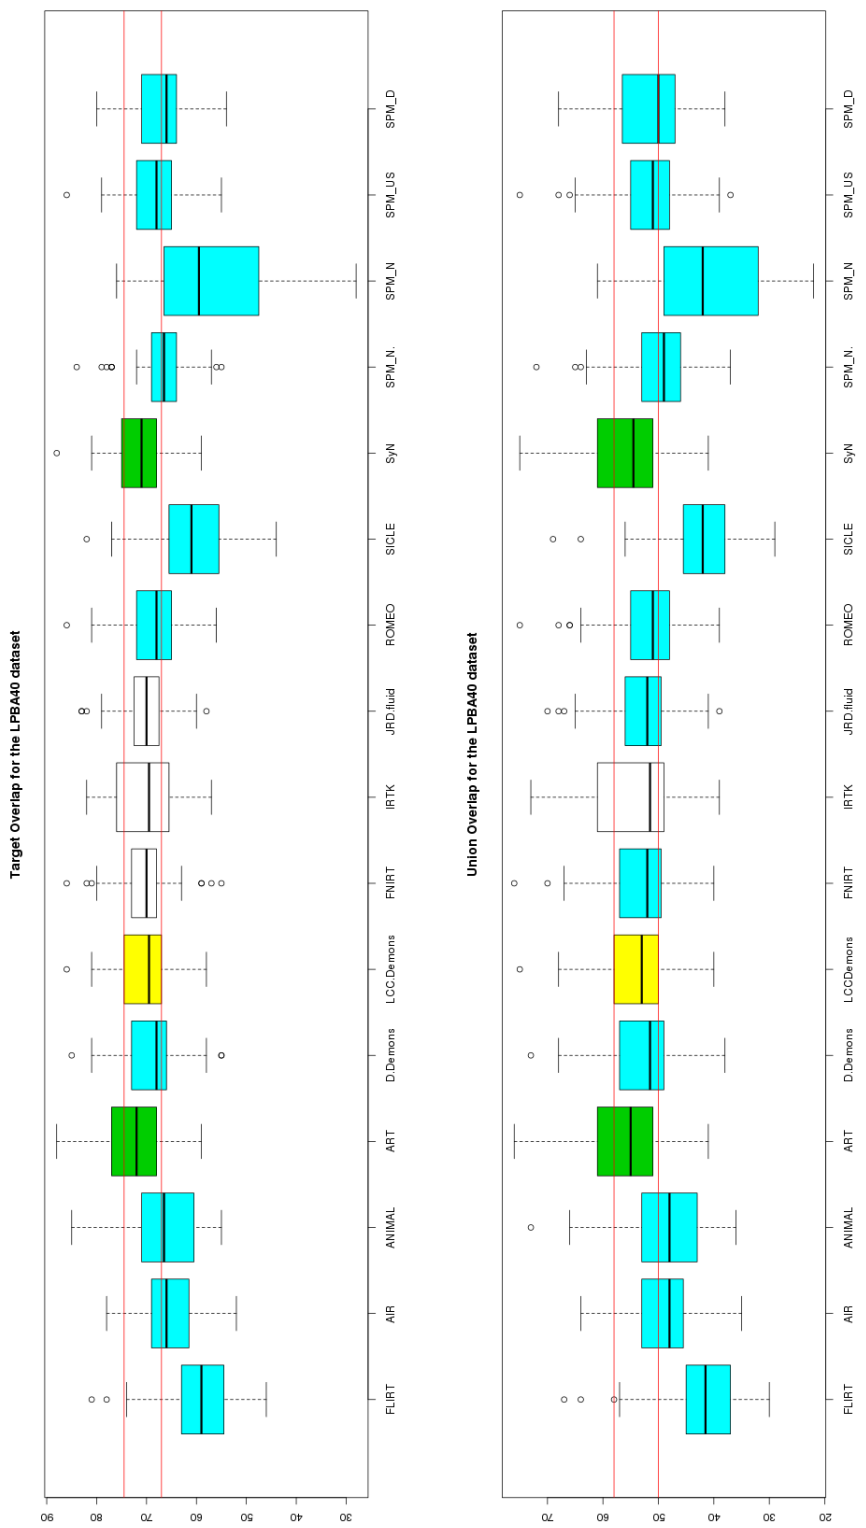 Target Overlap for the LPBA40 dataset
90
80
70
60
50
40
30
FLIRT
AIR
ANIMAL
ART
D.Demons
LCC.Demons
FNIRT
IRTK
JRD.fluid
ROMEO
SICLE
SyN
SPM_N.
SPM_N
SPM_US
SPM_D
Union Overlap for the LPBA40 dataset
70
60
50
40
30
20
FLIRT
AIR
ANIMAL
ART
D.Demons
LCCDemons
FNIRT
IRTK
JRD.fluid
ROMEO
SICLE
SyN
SPM_N.
SPM_N
SPM_US
SPM_D